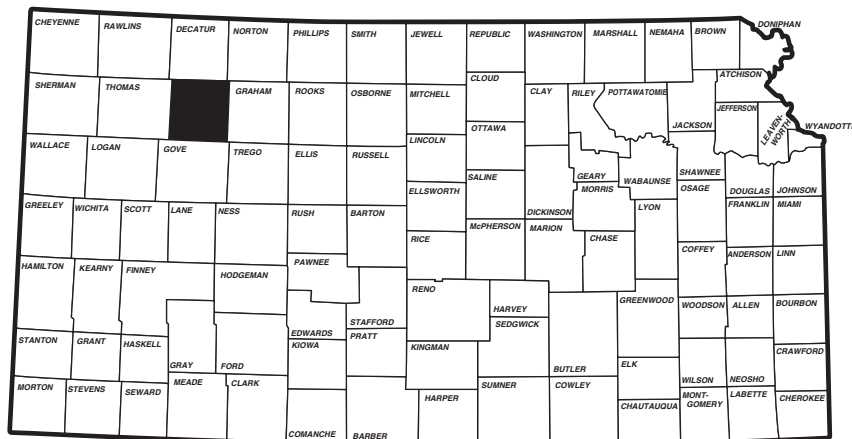 CHEYENNE
RAWLINS
DECATUR
NORTON
PHILLIPS
SMITH
JEWELL
REPUBLIC
WASHINGTON
MARSHALL
NEMAHA
BROWN
DONIPHAN
SHERMAN
THOMAS
GRAHAM
ROOKS
OSBORNE
MITCHELL
CLOUD
CLAY
RILEY
POTTAWATOMIE
JACKSON
ATCHISON
JEFFERSON
LEAVEN-
WORTH
WYANDOTT
WALLACE
LOGAN
GOVE
TREGO
ELLIS
RUSSELL
LINCOLN
OTTAWA
ELLSWORTH
SALINE
DICKINSON
GEARY
MORRIS
WABAUNSE
SHAWNEE
OSAGE
DOUGLAS
JOHNSON
GREELEY
WICHITA
SCOTT
LANE
NESS
RUSH
BARTON
RICE
McPHERSON
MARION
CHASE
LYON
COFFEY
FRANKLIN
MIAMI
ANDERSON
LINN
HAMILTON
KEARNY
FINNEY
HODGEMAN
PAWNEE
EDWARDS
STAFFORD
RENO
HARVEY
SEDGWICK
BUTLER
GREENWOOD
WOODSON
ALLEN
BOURBON
STANTON
GRANT
HASKELL
GRAY
FORD
KIOWA
PRATT
KINGMAN
ELK
WILSON
NEOSHO
CRAWFORD
MORTON
STEVENS
SEWARD
MEADE
CLARK
COMANCHE
BARBER
HARPER
SUMNER
COWLEY
CHAUTAUQUA
MONT-
GOMERY
LABETTE
CHEROKEE